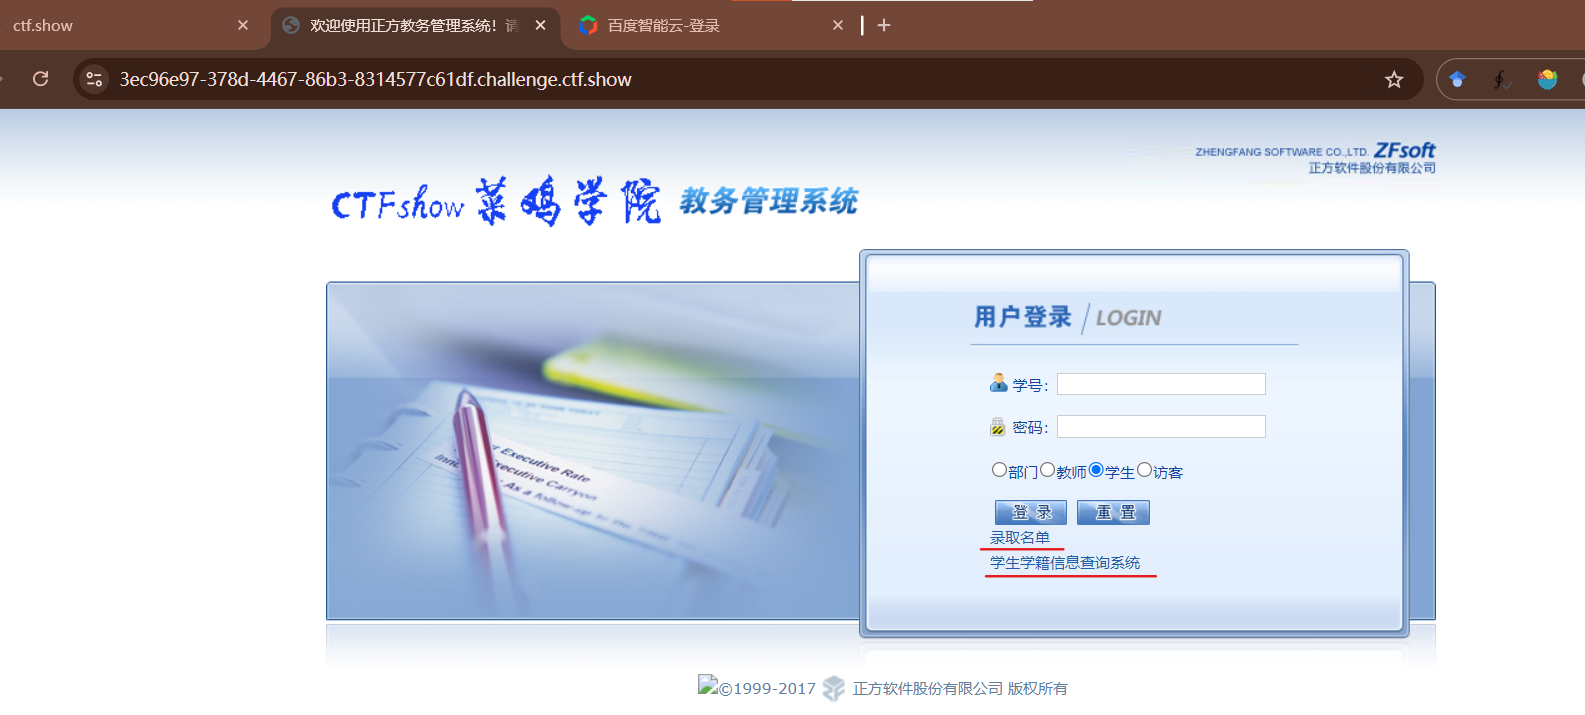 ctf.show
欢迎使用正方教务管理系统！请
百度智能云-登录
3ec96e97-378d-4467-86b3-8314577c61df.challenge.ctf.show
ZHENGFANG SOFTWARE CO.,LTD. ZFsoft
正方软件股份有限公司
CTFshow 菜鸡学院 教务管理系统
用户登录 / LOGIN
学号：
密码：
部门 教师 学生 访客
登 录 重 置
录取名单
学生学籍信息查询系统
Executive Rate
Executive Carryon
As a follow-up to the
©1999-2017 正方软件股份有限公司 版权所有